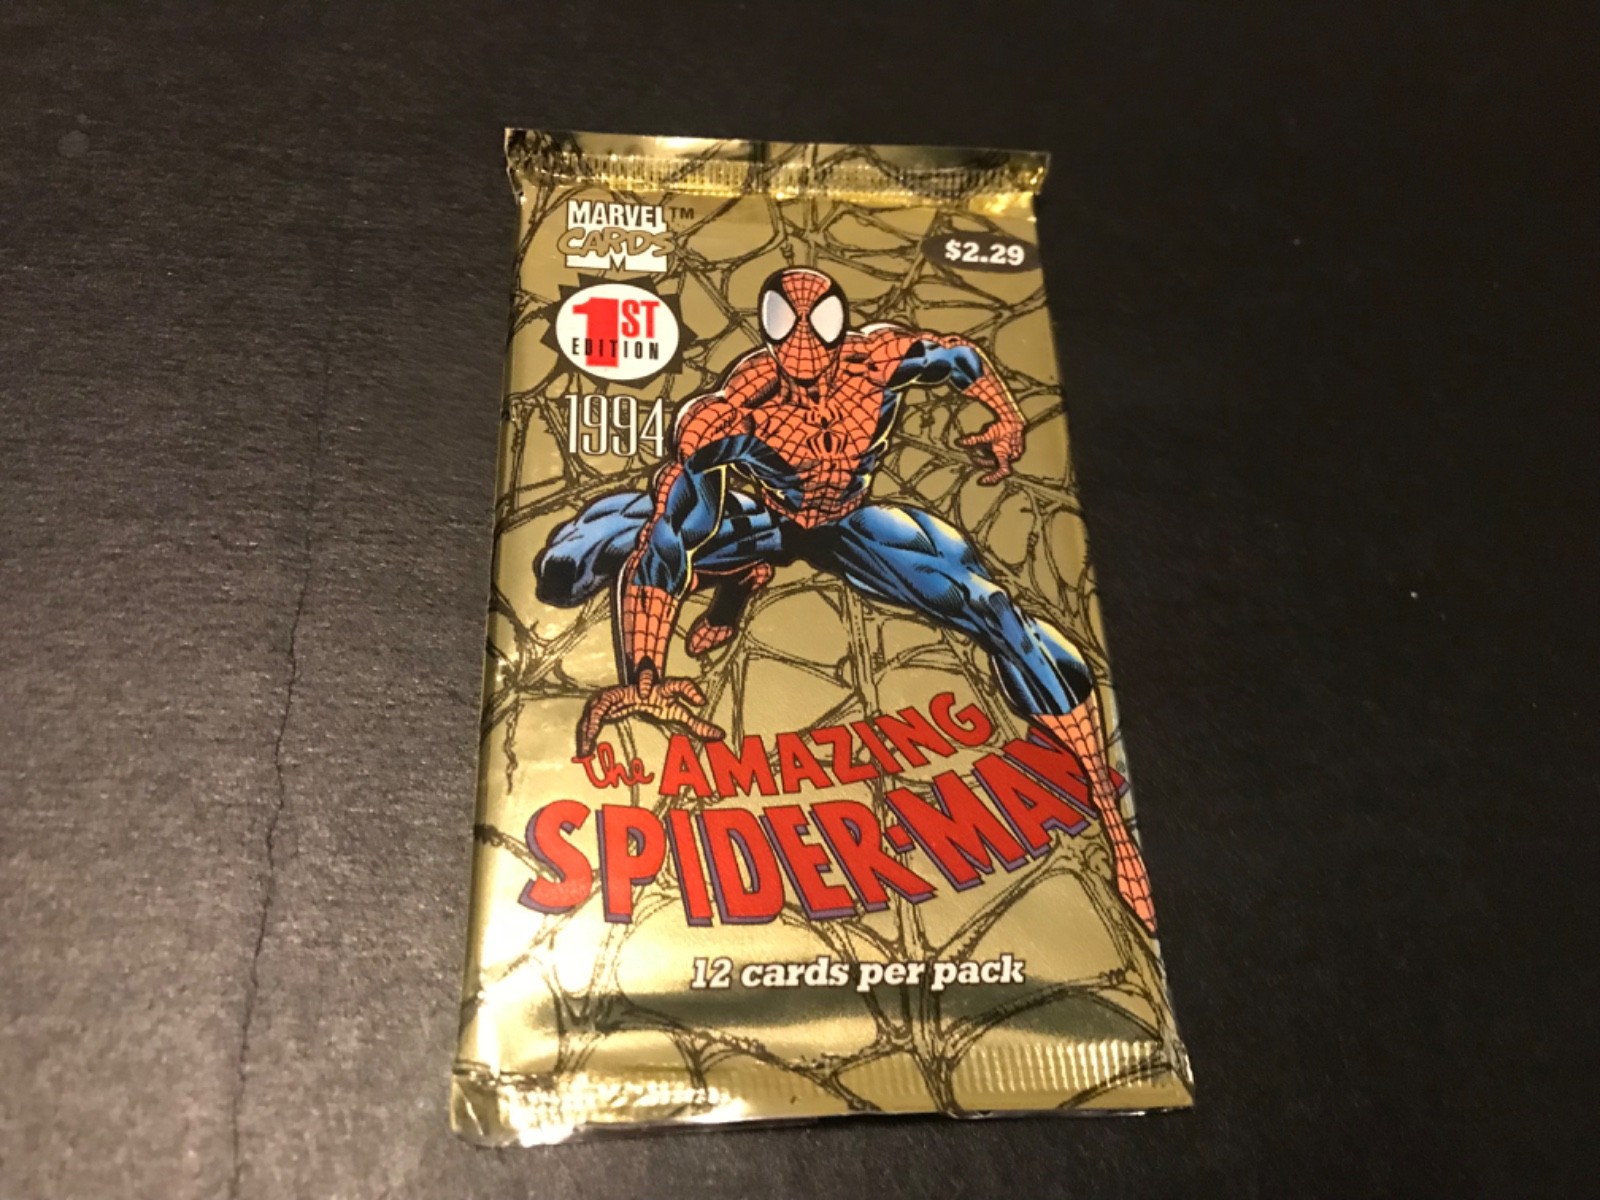 MARVEL™
CARDS
$2.29
1ST
EDITION
1994
the AMAZING
SPIDER-MAN®
12 cards per pack